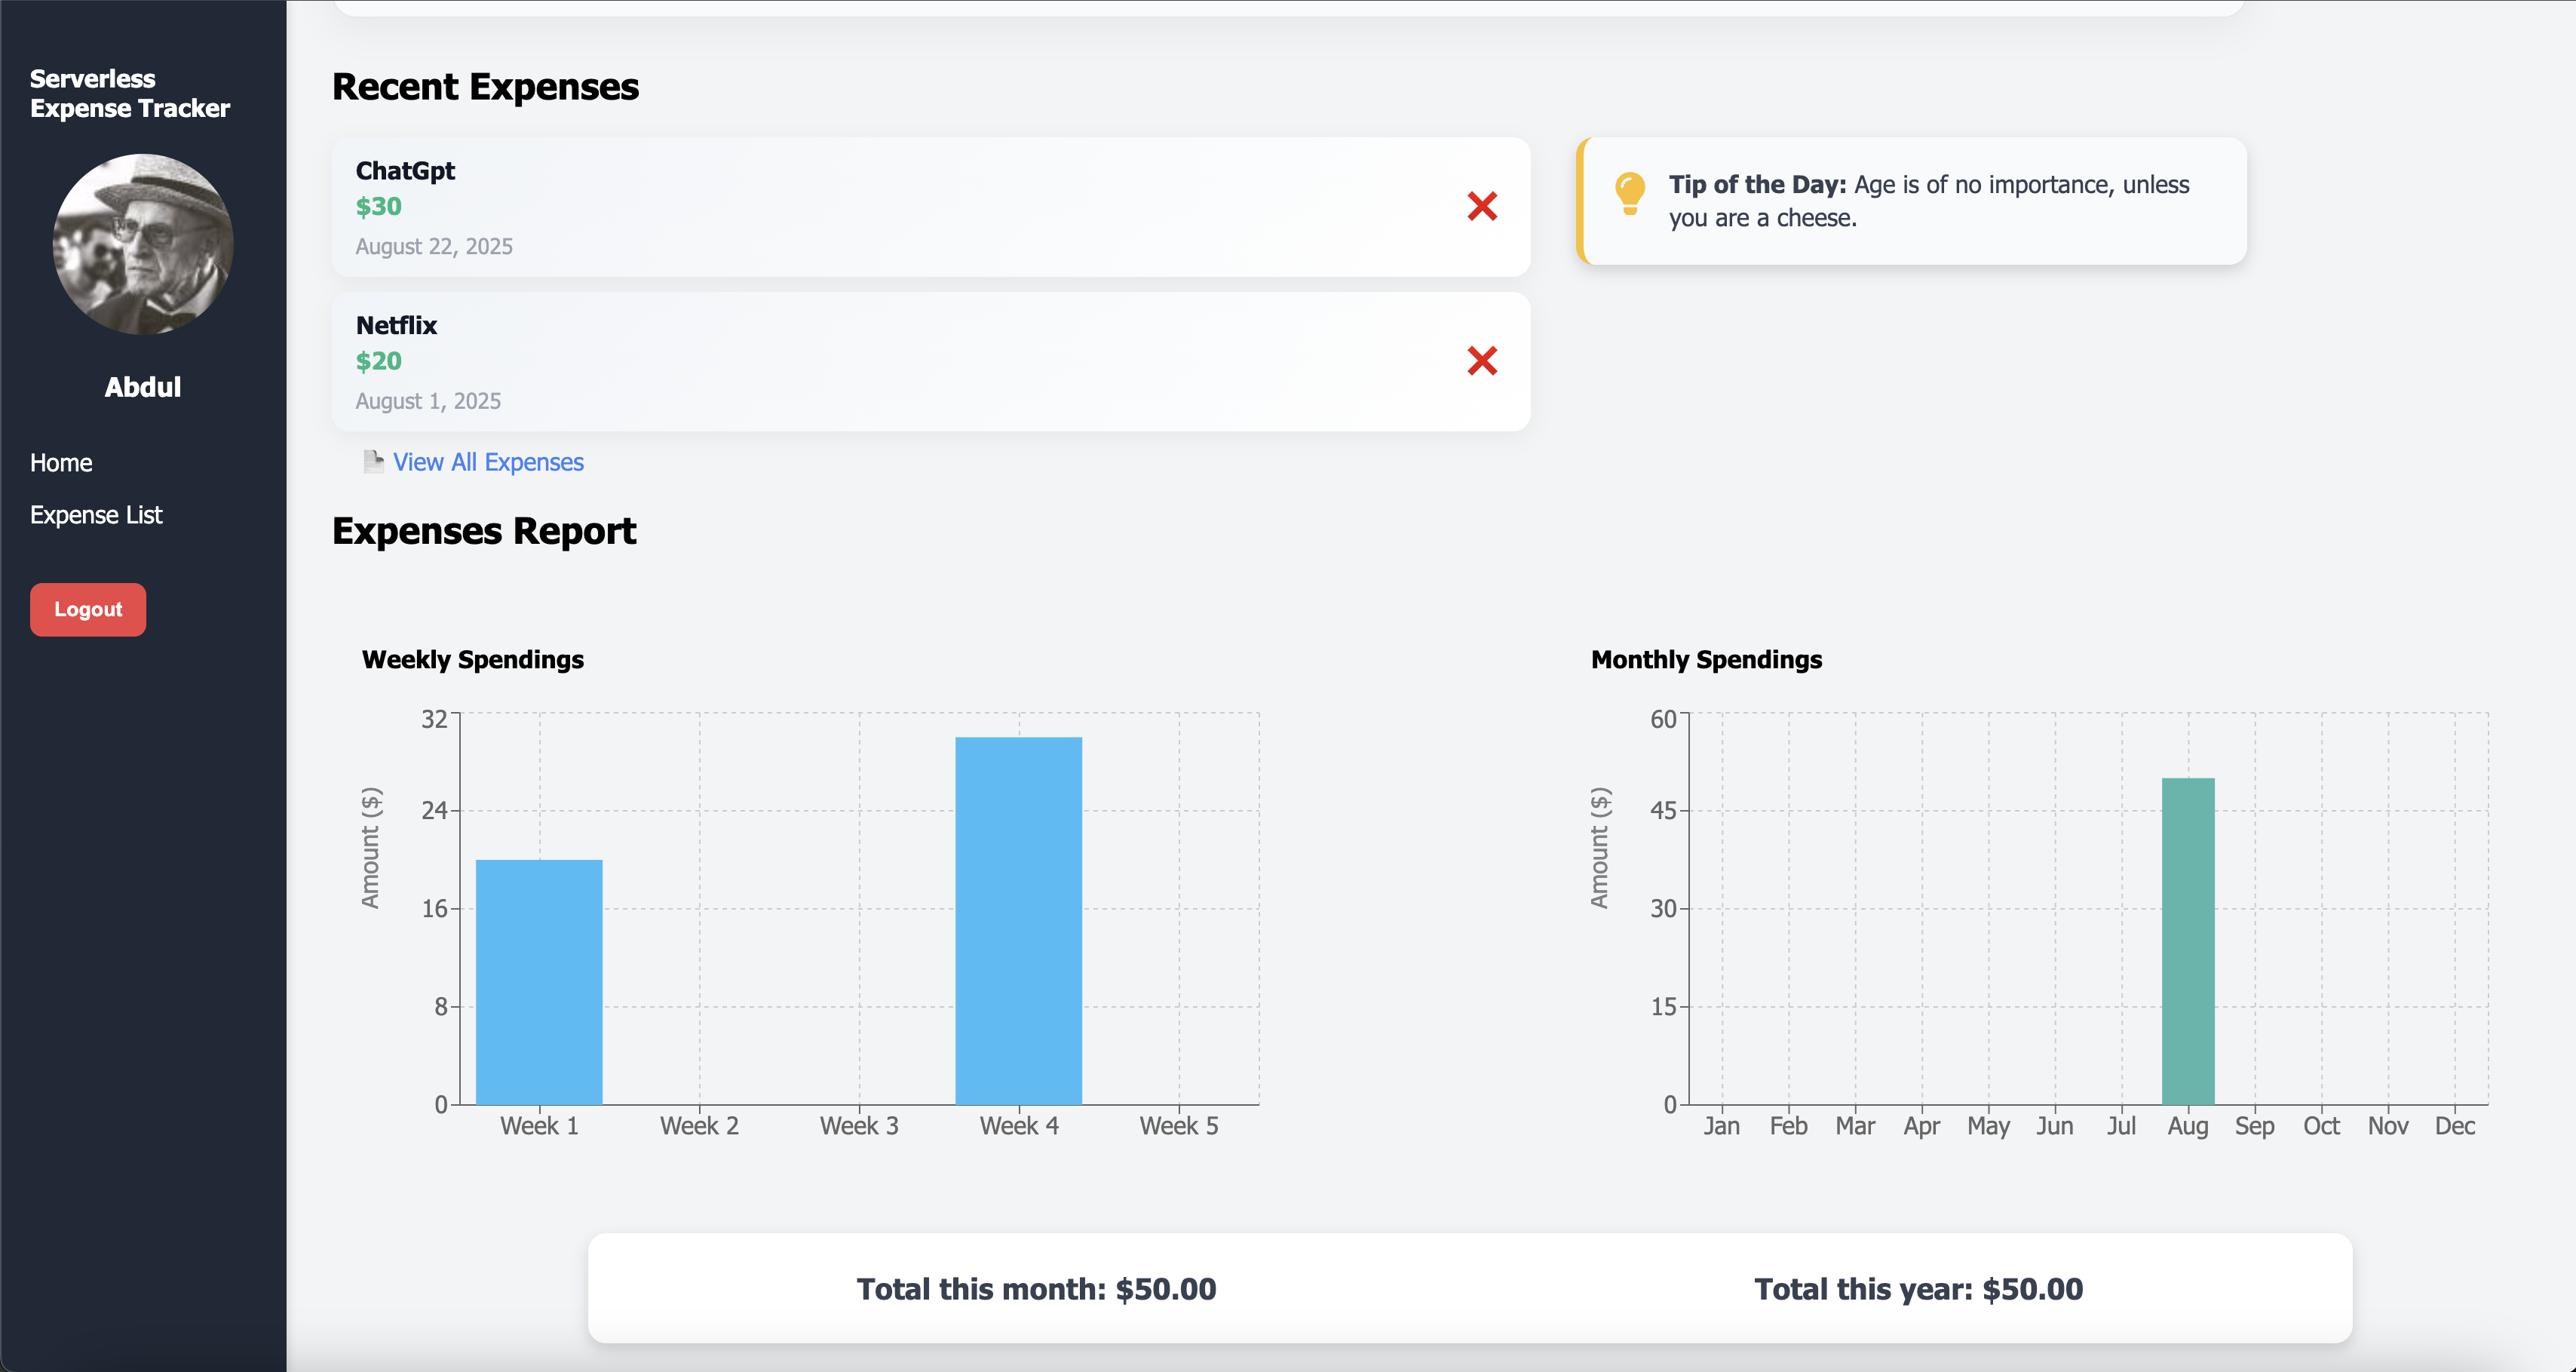 Serverless
Expense Tracker
Abdul
Home
Expense List
Logout
Recent Expenses
ChatGpt
$30
August 22, 2025
Netflix
$20
August 1, 2025
View All Expenses
Tip of the Day: Age is of no importance, unless
you are a cheese.
Expenses Report
Weekly Spendings
Amount ($)
32
24
16
8
0
Week 1 Week 2 Week 3 Week 4 Week 5
Monthly Spendings
Amount ($)
60
45
30
15
0
Jan Feb Mar Apr May Jun Jul Aug Sep Oct Nov Dec
Total this month: $50.00
Total this year: $50.00